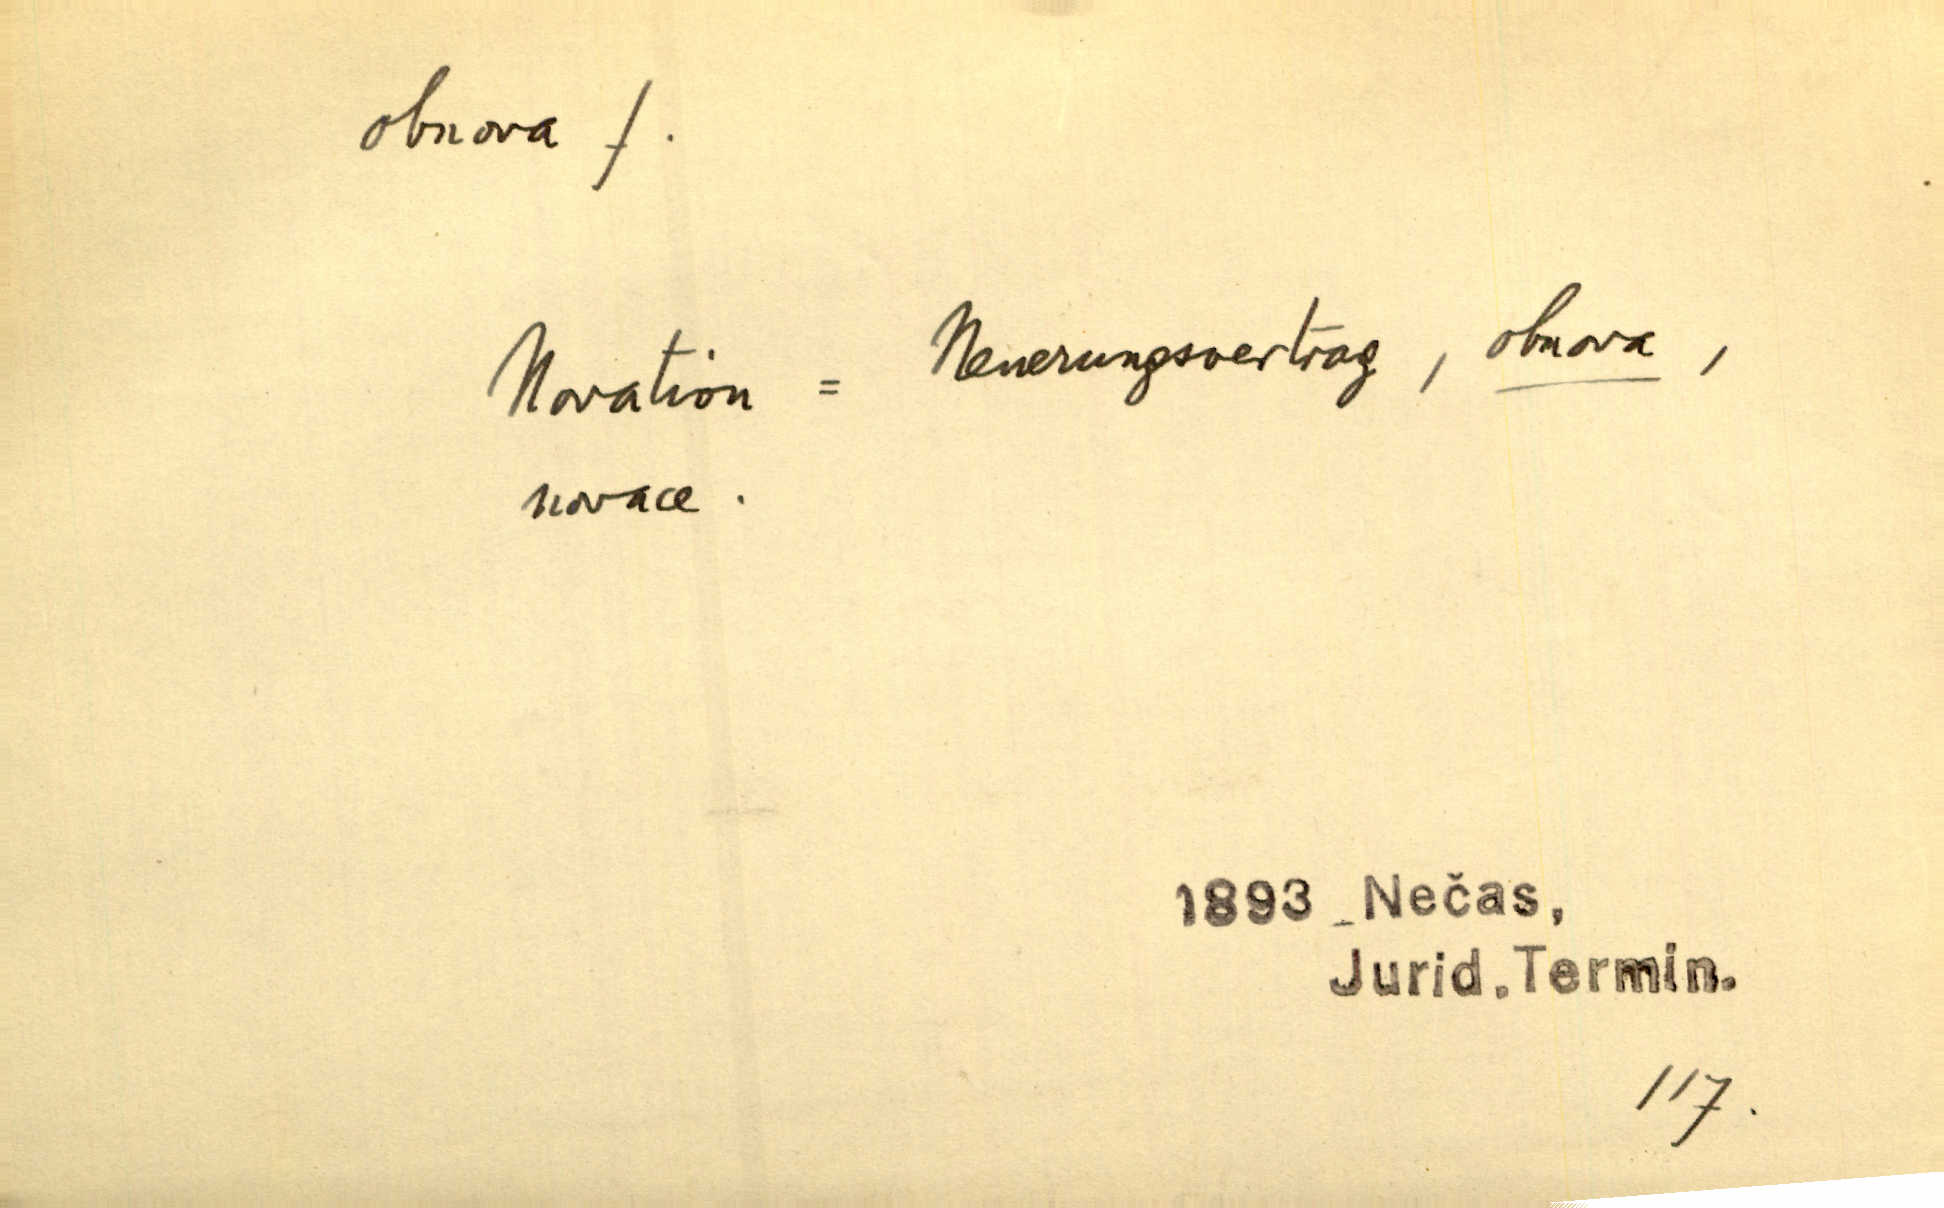 obnova f.
Novation = Neuerungsvertrag, obnova,
novace.
1893 Nečas,
Jurid. Termin.
117.